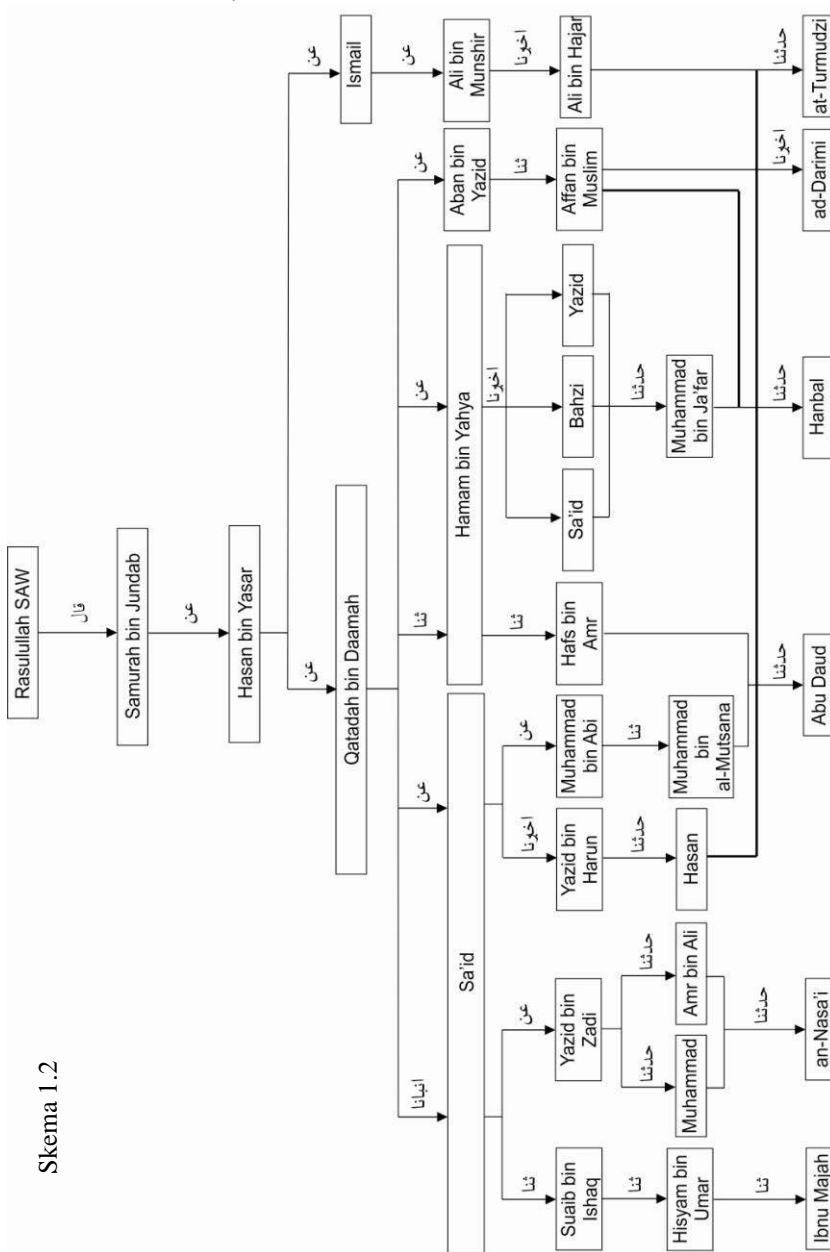 Skema 1.2
Rasulullah SAW
قال
Samurah bin Jundab
عن
Hasan bin Yasar
عن
عن
Qatadah bin Daamah
Ismail
انبانا
عن
ثنا
عن
عن
عن
Sa'id
Hamam bin Yahya
Aban bin
Yazid
Ali bin
Munshir
ثنا
عن
اخبرنا
عن
ثنا
اخبرنا
ثنا
اخبرنا
Suaib bin
Ishaq
Yazid bin
Zadi
Yazid bin
Harun
Muhammad
bin Abi
Hafs bin
Amr
Sa'id
Bahzi
Yazid
Affan bin
Muslim
Ali bin Hajar
ثنا
حدثنا
حدثنا
حدثنا
ثنا
حدثنا
Hisyam bin
Umar
Muhammad
Amr bin Ali
Hasan
Muhammad
bin
al-Mutsana
Muhammad
bin Ja'far
ثنا
حدثنا
حدثنا
حدثنا
اخبرنا
حدثنا
Ibnu Majah
an-Nasa'i
Abu Daud
Hanbal
ad-Darimi
at-Turmudzi